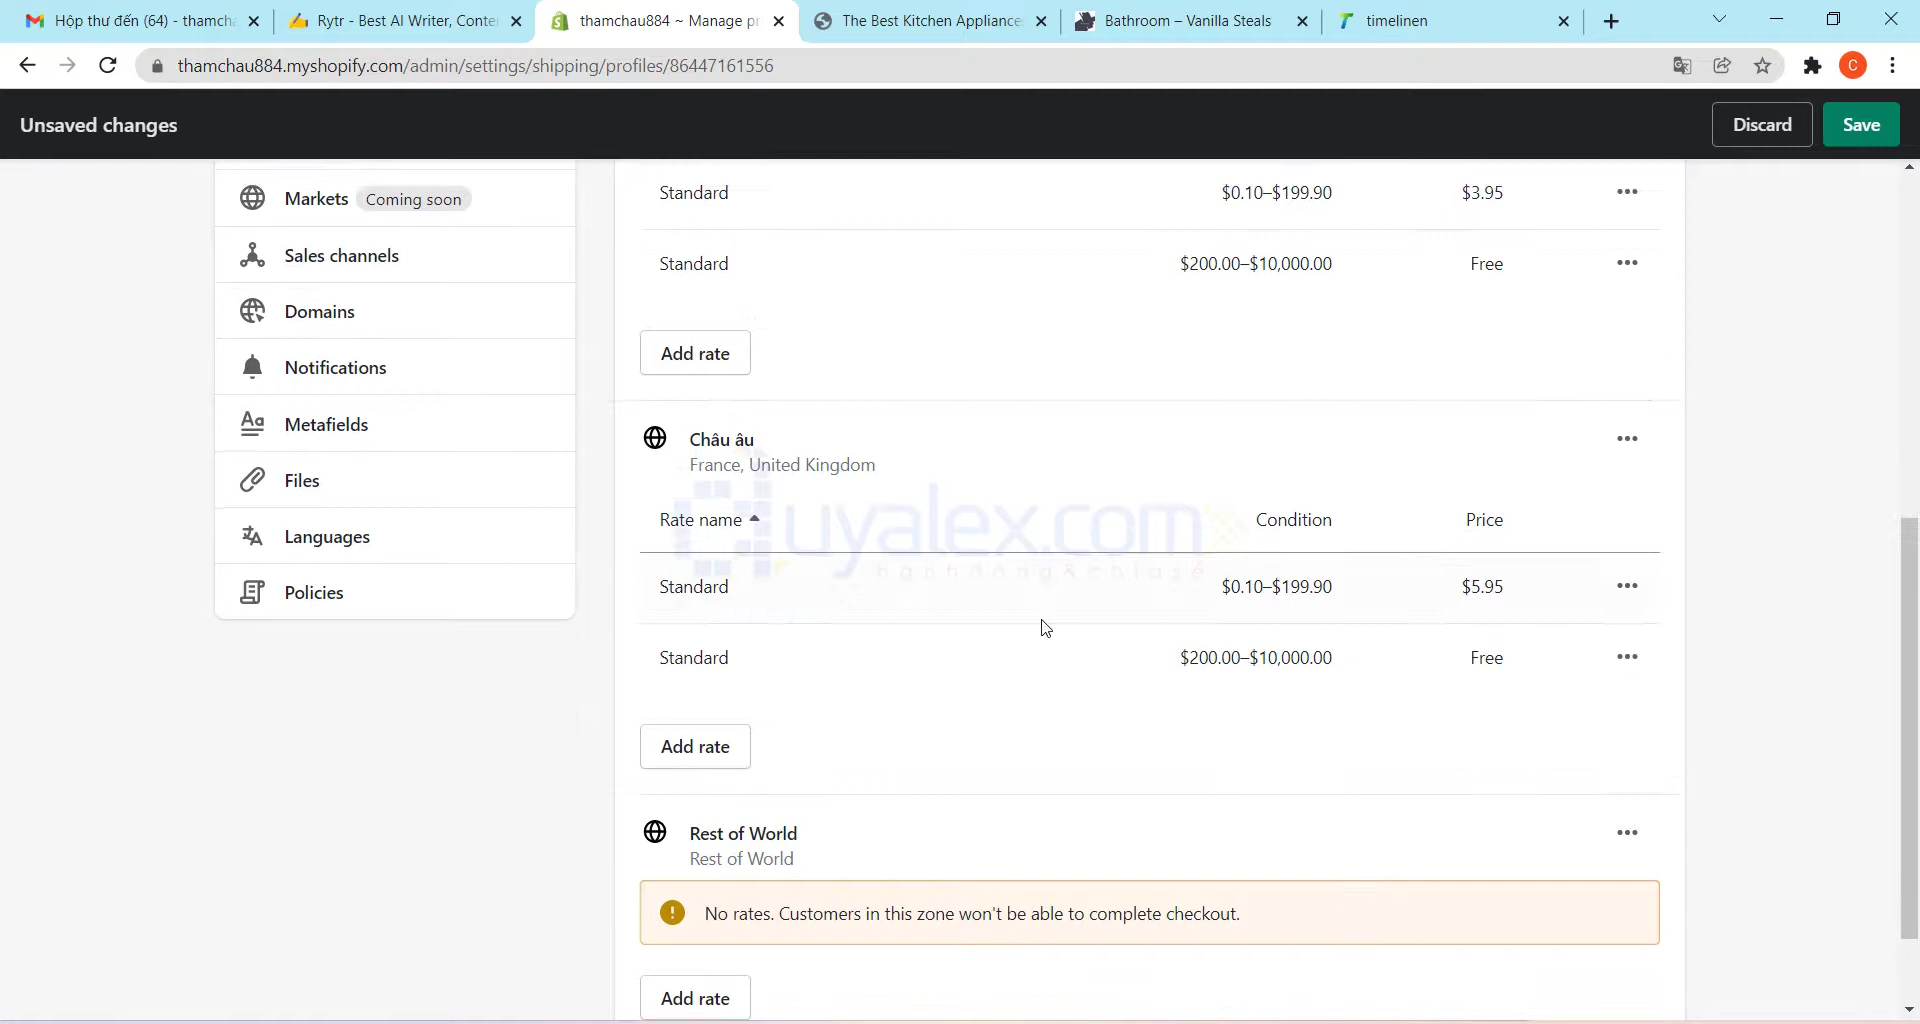 Hộp thư đến (64) - thamcha
Rytr - Best AI Writer, Conte
thamchau884 ~ Manage pr
The Best Kitchen Appliance
Bathroom – Vanilla Steals
timelinen
thamchau884.myshopify.com/admin/settings/shipping/profiles/86447161556
C
Unsaved changes
Discard
Save
Markets Coming soon
Sales channels
Domains
Notifications
Metafields
Files
Languages
Policies
Standard $0.10–$199.90 $3.95
Standard $200.00–$10,000.00 Free
Add rate
Châu âu
France, United Kingdom
Rate name Condition Price
uyalex.com
Standard $0.10–$199.90 $5.95
Standard $200.00–$10,000.00 Free
Add rate
Rest of World
Rest of World
No rates. Customers in this zone won't be able to complete checkout.
Add rate